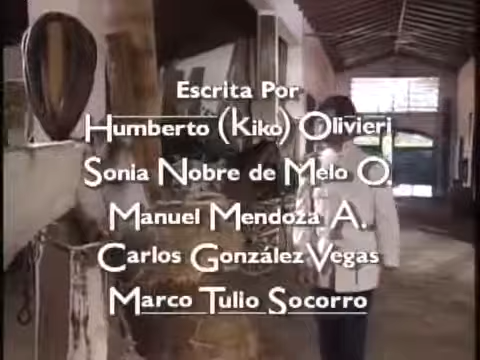 Escrita Por
Humberto (Kiko) Olivieri
Sonia Nobre de Melo O.
Manuel Mendoza A.
Carlos González Vegas
Marco Tulio Socorro